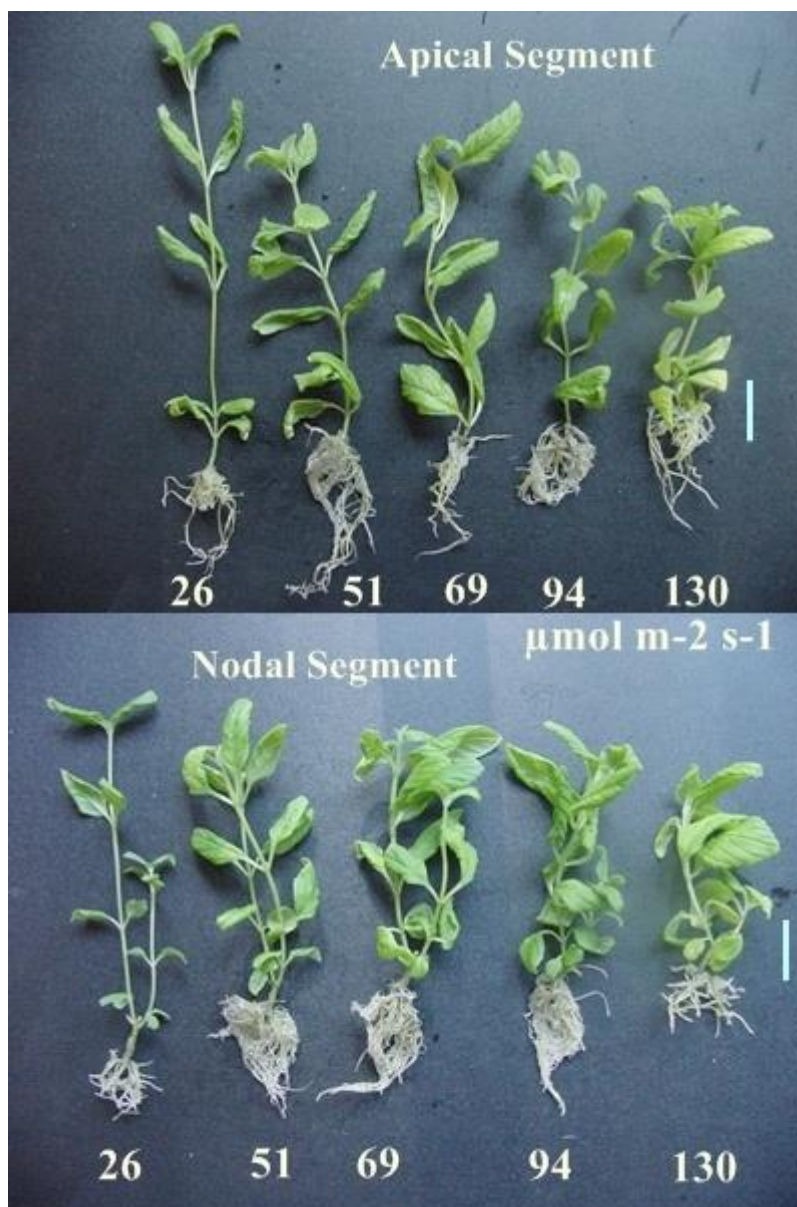 Apical Segment
26 51 69 94 130
µmol m-2 s-1
Nodal Segment
26 51 69 94 130